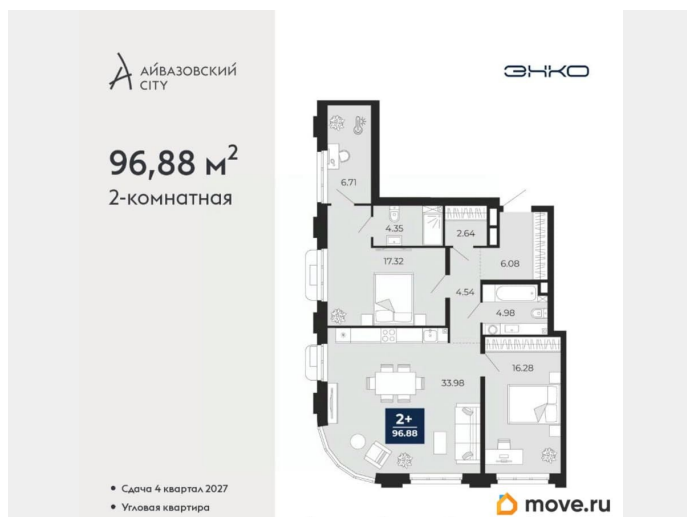 АЙВАЗОВСКИЙ
CITY
ЭНКО
96,88 м²
2-комнатная
6.71
4.35
2.64
17.32
6.08
4.54
4.98
16.28
33.98
2+
96.88
• Сдача 4 квартал 2027
• Угловая квартира
move.ru